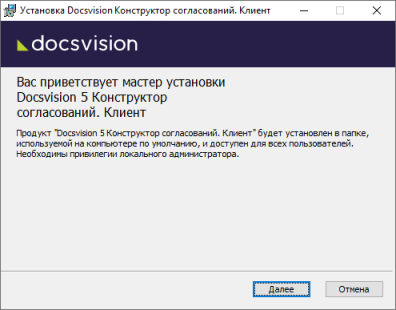 Установка Docsvision Конструктор согласований. Клиент
docsvision
Вас приветствует мастер установки
Docsvision 5 Конструктор
согласований. Клиент
Продукт "Docsvision 5 Конструктор согласований. Клиент" будет установлен в папке,
используемой на компьютере по умолчанию, и доступен для всех пользователей.
Необходимы привилегии локального администратора.
Далее
Отмена